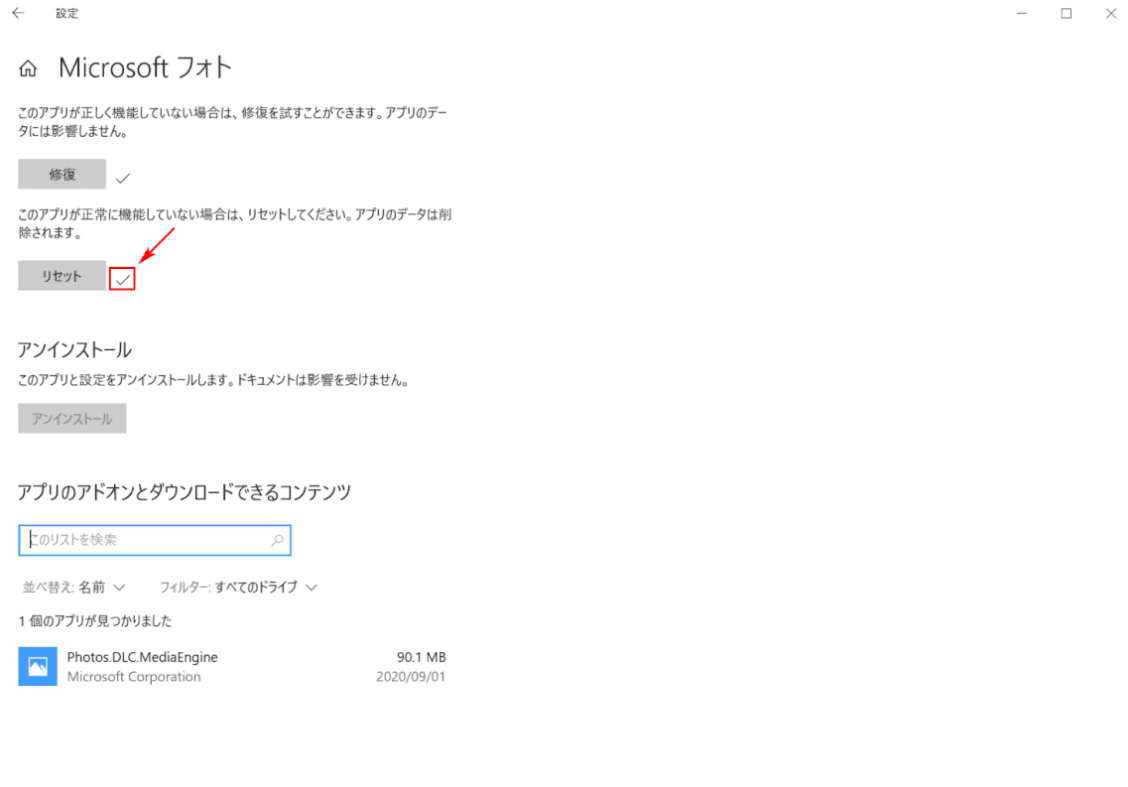 設定
Microsoft フォト
このアプリが正しく機能していない場合は、修復を試すことができます。アプリのデー
タには影響しません。
修復
このアプリが正常に機能していない場合は、リセットしてください。アプリのデータは削
除されます。
リセット
アンインストール
このアプリと設定をアンインストールします。ドキュメントは影響を受けません。
アンインストール
アプリのアドオンとダウンロードできるコンテンツ
このリストを検索
並べ替え: 名前 フィルター: すべてのドライブ
1 個のアプリが見つかりました
Photos.DLC.MediaEngine 90.1 MB
Microsoft Corporation 2020/09/01